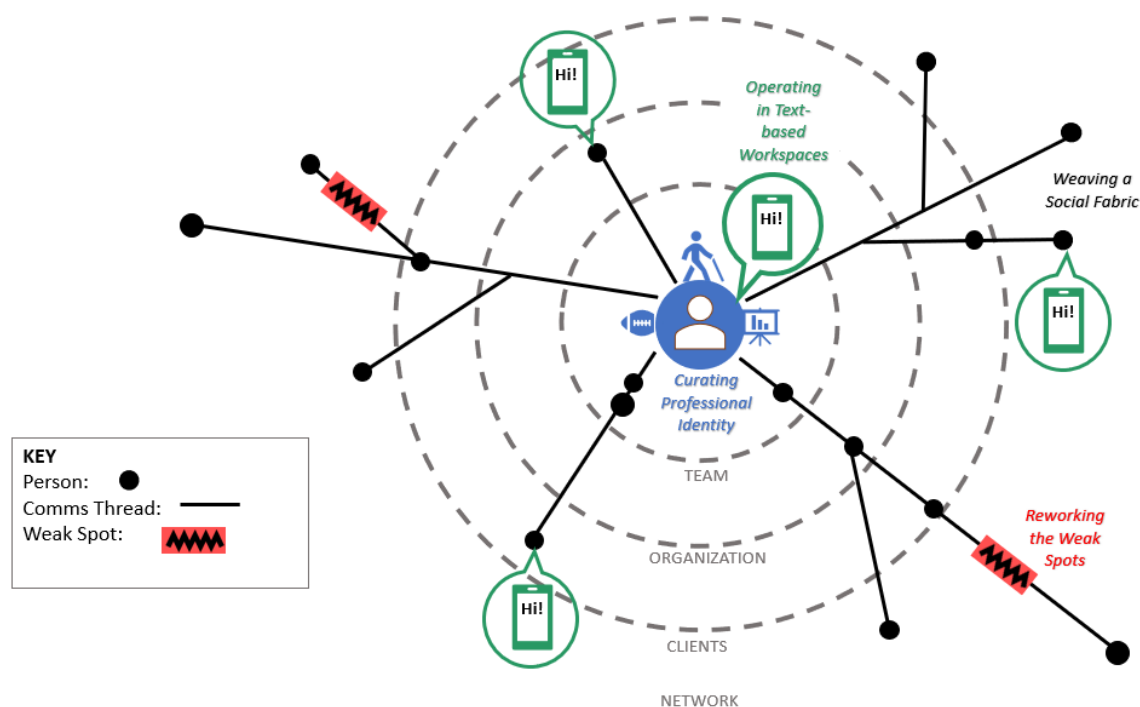 Hi!
Operating
in Text-
based
Workspaces
Weaving a
Social Fabric
Hi!
Hi!
Curating
Professional
Identity
TEAM
KEY
Person:
Comms Thread:
Weak Spot:
Reworking
the Weak
Spots
ORGANIZATION
Hi!
CLIENTS
NETWORK